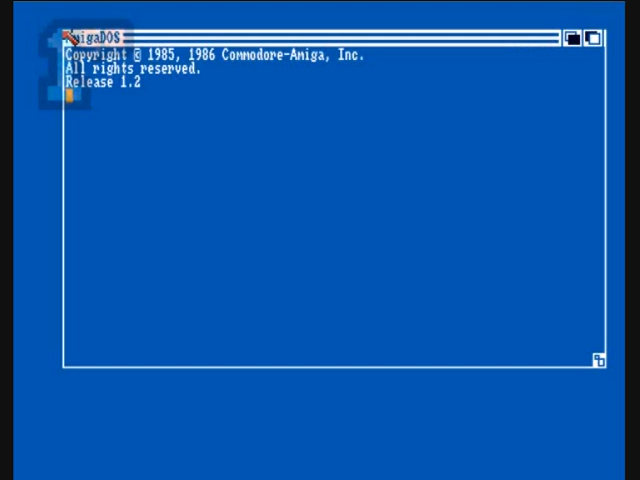 AmigaDOS
Copyright © 1985, 1986 Commodore-Amiga, Inc.
All rights reserved.
Release 1.2